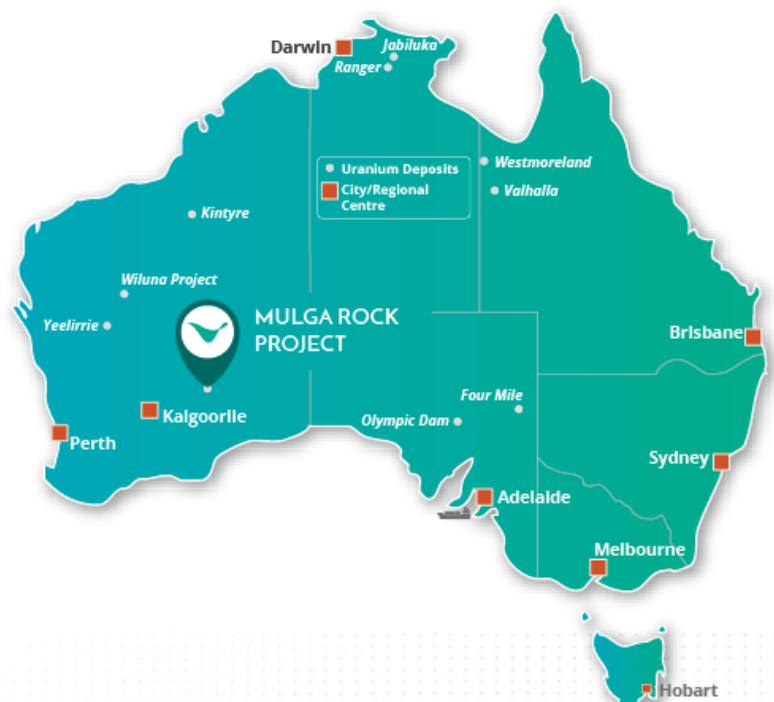 Darwin
Jabiluka
Ranger
Uranium Deposits
City/Regional
Centre
Westmoreland
Valhalla
Kintyre
Wiluna Project
Yeelirrie
MULGA ROCK
PROJECT
Brisbane
Four Mile
Kalgoorlie
Olympic Dam
Perth
Sydney
Adelaide
Melbourne
Hobart